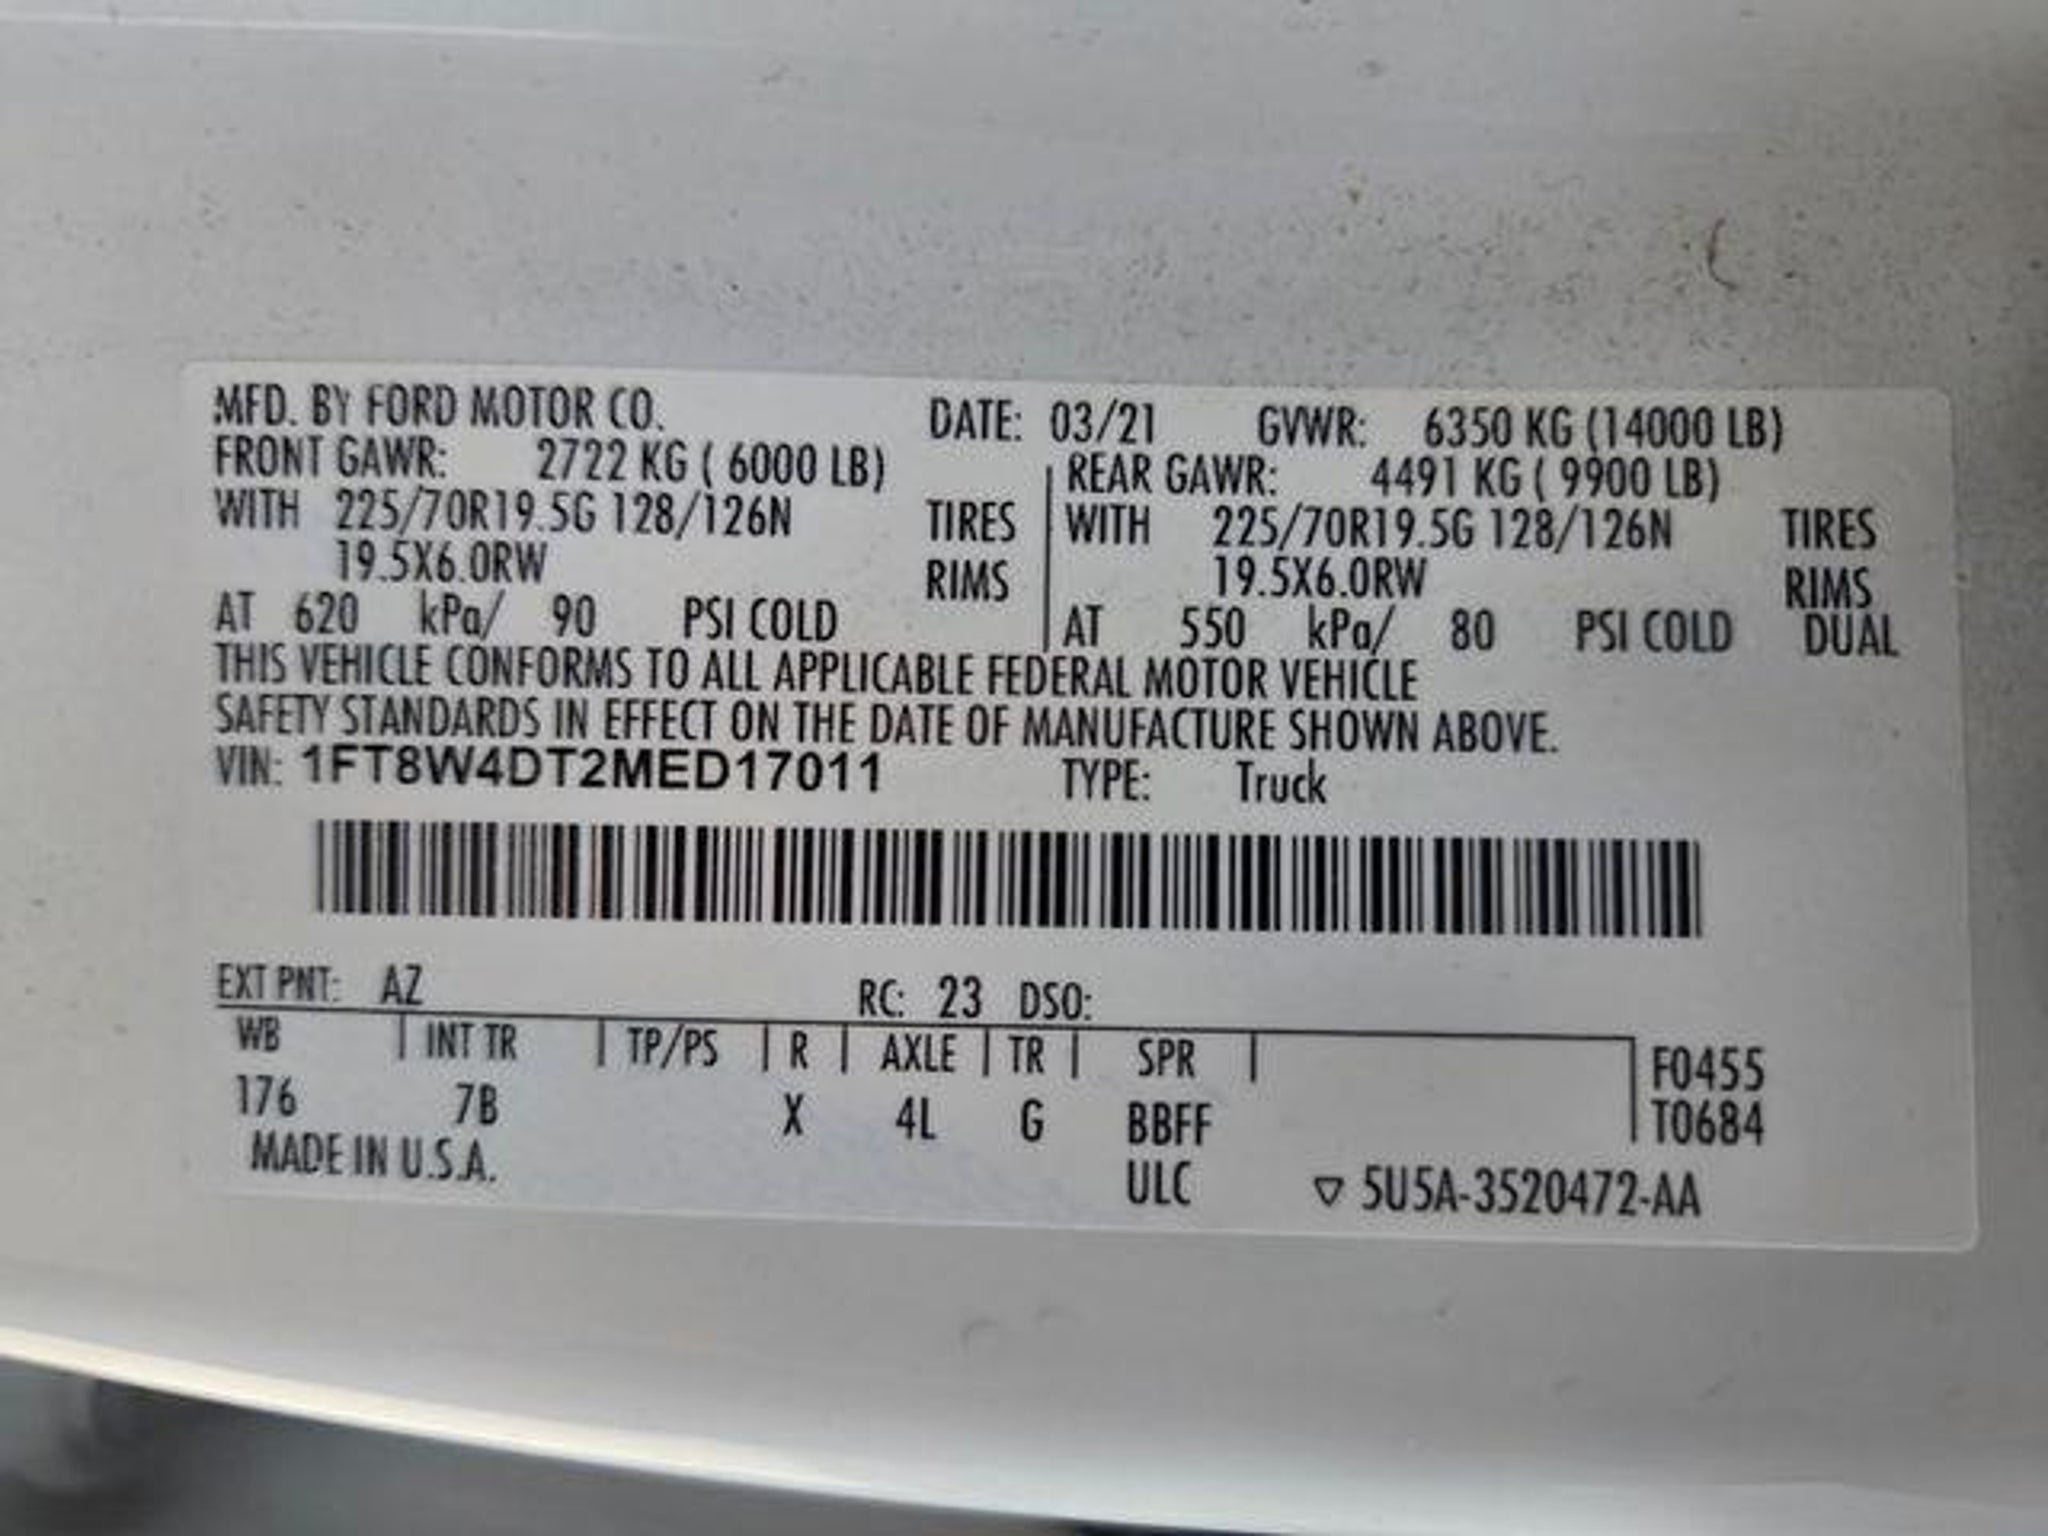 MFD. BY FORD MOTOR CO. DATE: 03/21 GVWR: 6350 KG (14000 LB)
FRONT GAWR: 2722 KG ( 6000 LB) REAR GAWR: 4491 KG ( 9900 LB)
WITH 225/70R19.5G 128/126N TIRES WITH 225/70R19.5G 128/126N TIRES
19.5X6.0RW RIMS 19.5X6.0RW RIMS
AT 620 kPa/ 90 PSI COLD AT 550 kPa/ 80 PSI COLD DUAL
THIS VEHICLE CONFORMS TO ALL APPLICABLE FEDERAL MOTOR VEHICLE
SAFETY STANDARDS IN EFFECT ON THE DATE OF MANUFACTURE SHOWN ABOVE.
VIN: 1FT8W4DT2MED17011 TYPE: Truck
EXT PNT: AZ RC: 23 DSO:
WB INT TR TP/PS R AXLE TR SPR F0455
176 7B X 4L G BBFF T0684
MADE IN U.S.A. ULC ▽ 5U5A-3520472-AA